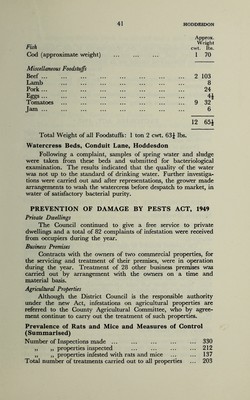 41
HODDESDON
Approx.
Weight
Fish cwt. lbs.
Cod (approximate weight) ... ... ... 1 70
Miscellaneous Foodstuffs
Beef ... ... ... ... ... ... ... ... 2 103
Lamb ... ... ... ... ... ... ... ... 8
Pork ... ... ... ... ... ... ... ... 24
Eggs ... ... ... ... ... ... ... ... 4½
Tomatoes ... ... ... ... ... ... ... 9 32
Jam ... ... ... ... ... ... ... ... 6
12 65½
Total Weight of all Foodstuffs: 1 ton 2 cwt. 63½ lbs.
Watercress Beds, Conduit Lane, Hoddesdon
Following a complaint, samples of spring water and sludge
were taken from these beds and submitted for bacteriological
examination. The results indicated that the quality of the water
was not up to the standard of drinking water. Further investiga-
tions were carried out and after representations, the grower made
arrangements to wash the watercress before despatch to market, in
water of satisfactory bacterial purity.
PREVENTION OF DAMAGE BY PESTS ACT, 1949
Private Dwellings
The Council continued to give a free service to private
dwellings and a total of 82 complaints of infestation were received
from occupiers during the year.
Business Premises
Contracts with the owners of two commercial properties, for
the servicing and treatment of their premises, were in operation
during the year. Treatment of 28 other business premises was
carried out by arrangement with the owners on a time and
material basis.
Agricultural Properties
Although the District Council is the responsible authority
under the new Act, infestations on agricultural properties are
referred to the County Agricultural Committee, who by agree-
ment continue to carry out the treatment of such properties.
Prevalence of Rats and Mice and Measures of Control
(Summarised)
Number of Inspections made ... ... ... ... ... 330
„ „ properties inspected ... ... ... ... 212
„ „ properties infested with rats and mice ... ... 137
Total number of treatments carried out to all properties ... 203